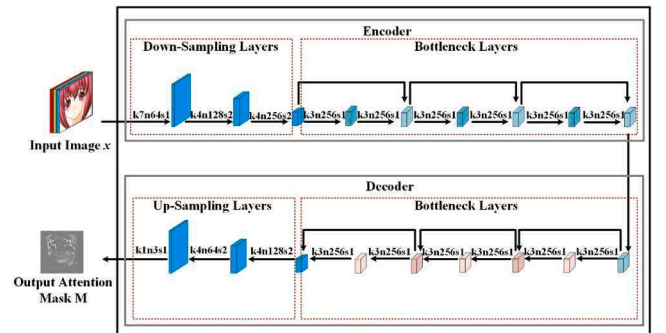 Encoder
Down-Sampling Layers
Bottleneck Layers
k7n64s1
k4n128s2
k4n256s2
k3n256s1
k3n256s1
k3n256s1
k3n256s1
k3n256s1
k3n256s1
Input Image x
Decoder
Up-Sampling Layers
Bottleneck Layers
k1n3s1
k4n64s2
k4n128s2
k3n256s1
k3n256s1
k3n256s1
k3n256s1
k3n256s1
k3n256s1
Output Attention
Mask M